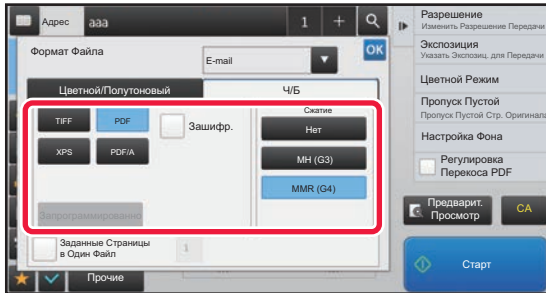 Адрес aaa 1 +
Формат Файла
E-mail
OK
Цветной/Полутоновый
Ч/Б
TIFF PDF Зашифр.
XPS PDF/A
Запрограммированно
Сжатие
Нет
MH (G3)
MMR (G4)
Заданные Страницы
в Один Файл
1
Прочие
Разрешение
Изменить Разрешение Передачи
Экспозиция
Указать Экспозиц. для Передачи
Цветной Режим
Пропуск Пустой
Пропуск Пустой Стр. Оригинала
Настройка Фона
Регулировка
Перекоса PDF
Предварит.
Просмотр
CA
Старт